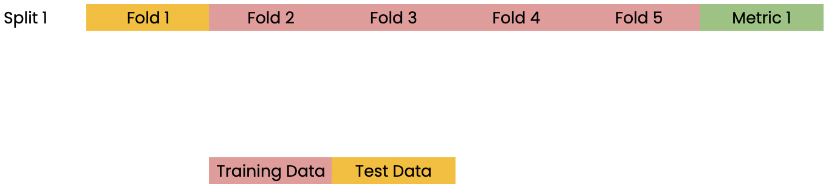 Split 1 Fold 1 Fold 2 Fold 3 Fold 4 Fold 5 Metric 1
Training Data Test Data